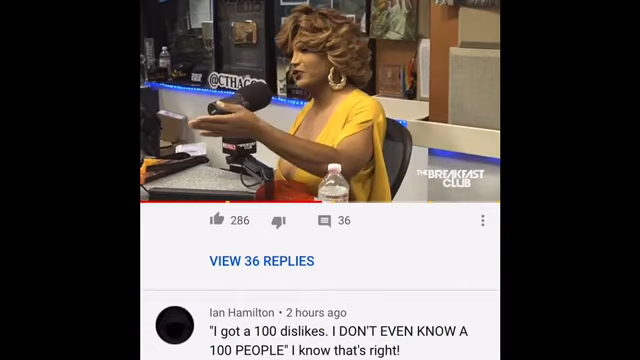 @CTHAGOD
THE BREAKFAST
CLUB
286
36
VIEW 36 REPLIES
Ian Hamilton • 2 hours ago
"I got a 100 dislikes. I DON'T EVEN KNOW A
100 PEOPLE" I know that's right!